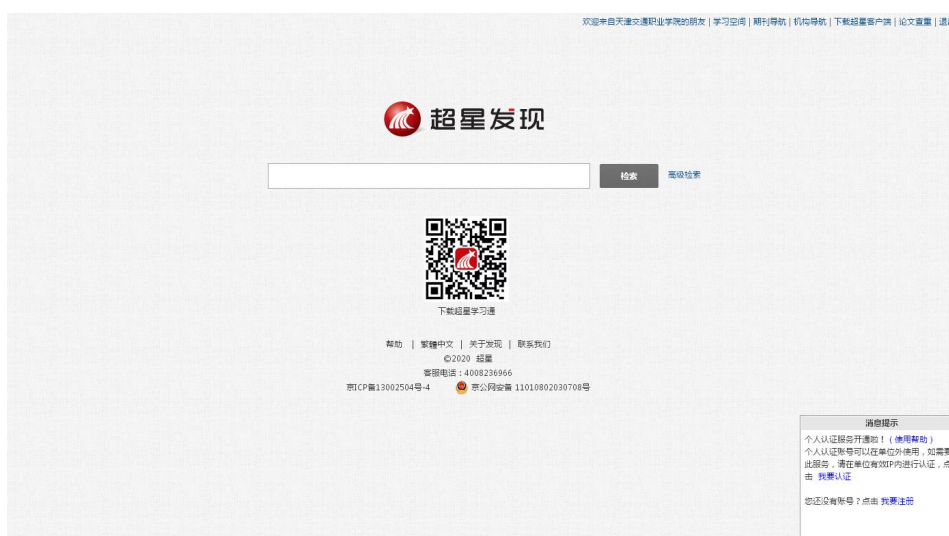 欢迎来自天津交通职业学院的朋友 | 学习空间 | 期刊导航 | 机构导航 | 下载超星客户端 | 论文查重 |
超星发现
检索 高级检索
下载超星学习通
帮助 | 繁體中文 | 关于发现 | 联系我们
©2020 超星
客服电话:4008236966
京ICP备13002504号-4 京公网安备 11010802030708号
消息提示
个人认证服务开通啦!(使用帮助)
个人认证账号可以在单位外使用,如需要
此服务,请在单位有效IP内进行认证,点
击 我要认证
您还没有账号?点击 我要注册